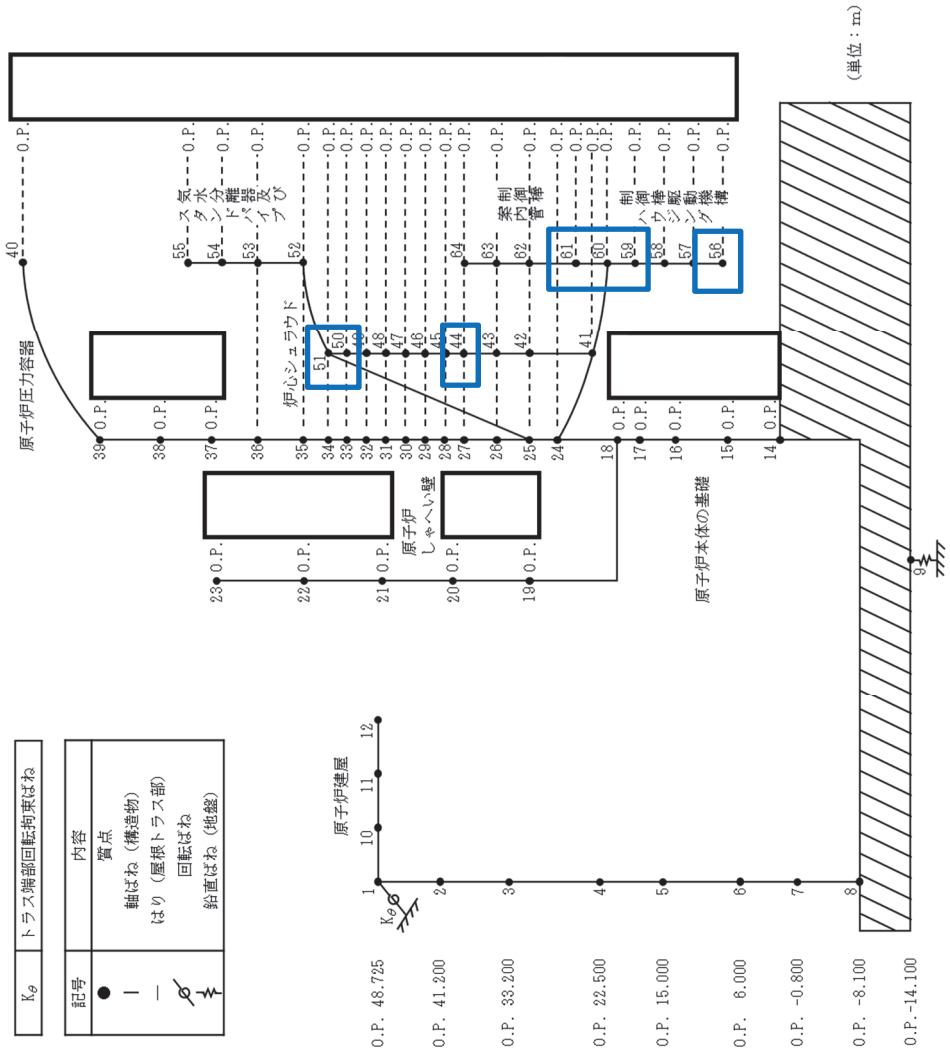 Kθ トラス端部回転拘束ばね
記号 内容
質点
軸ばね (構造物)
はり (屋根トラス部)
回転ばね
鉛直ばね (地盤)
原子炉建屋
1
10
11
12
Kθ
2
3
4
5
6
7
8
9
O.P. 48.725
O.P. 41.200
O.P. 33.200
O.P. 22.500
O.P. 15.000
O.P. 6.000
O.P. -0.800
O.P. -8.100
O.P.-14.100
23 O.P.
22 O.P.
21 O.P.
20 O.P.
19 O.P.
原子炉
しゃへい壁
原子炉本体の基礎
原子炉圧力容器
39 O.P.
38 O.P.
37 O.P.
36
35
34
33
32
31
30
29
28
27
26
25
24
18 O.P.
17 O.P.
16 O.P.
15 O.P.
14 O.P.
炉心シュラウド
51
50
49
48
47
46
45
44
43
42
41
40 O.P.
気水分離器及び
スタンドパイプ
55 O.P.
54 O.P.
53 O.P.
52 O.P.
O.P.
O.P.
O.P.
O.P.
O.P.
O.P.
O.P.
制御棒
案内管
64 O.P.
63 O.P.
62 O.P.
61 O.P.
O.P.
60 O.P.
制御棒駆動機構
ハウジング
59 O.P.
58 O.P.
57 O.P.
56 O.P.
(単位：m)